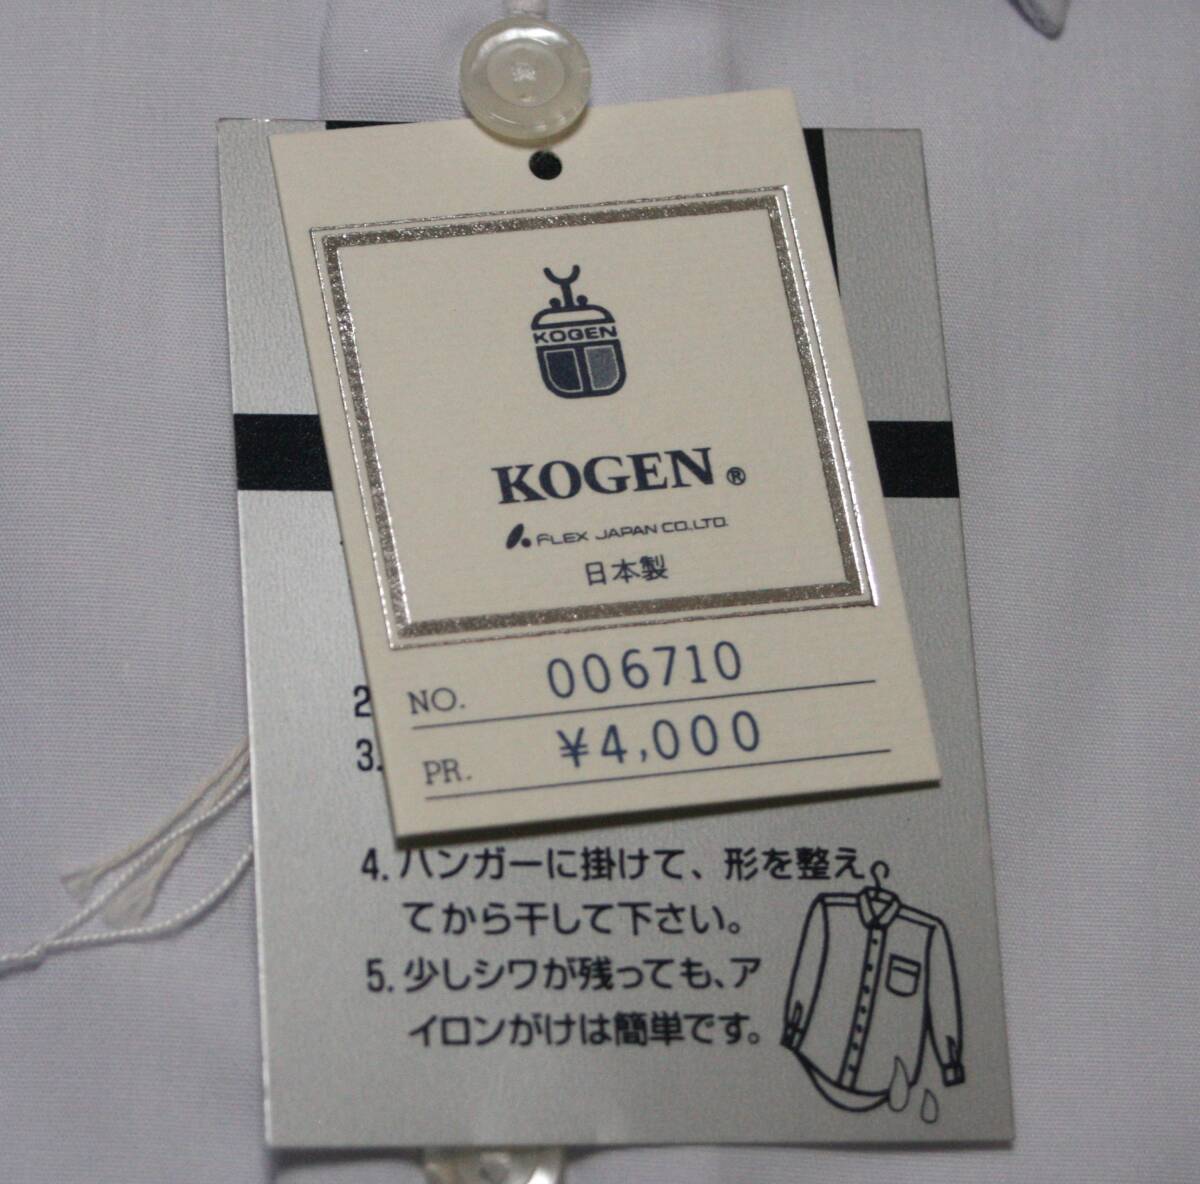 KOGEN
KOGEN®
FLEX JAPAN CO.,LTD.
日本製
NO. 006710
PR. ¥4,000
2
3.
4. ハンガーに掛けて、形を整え
てから干して下さい。
5. 少しシワが残っても、ア
イロンがけは簡単です。